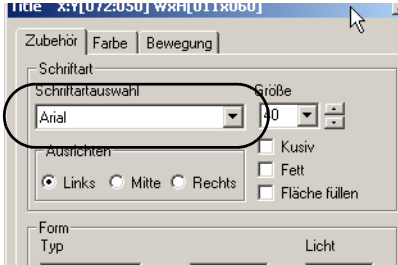 Title X:Y[072:050] WxH[011x060]
Zubehör Farbe Bewegung
Schriftart
Schriftartauswahl Größe
Arial 40
Ausrichten Kusiv
Fett
Links Mitte Rechts Fläche füllen
Form
Typ Licht